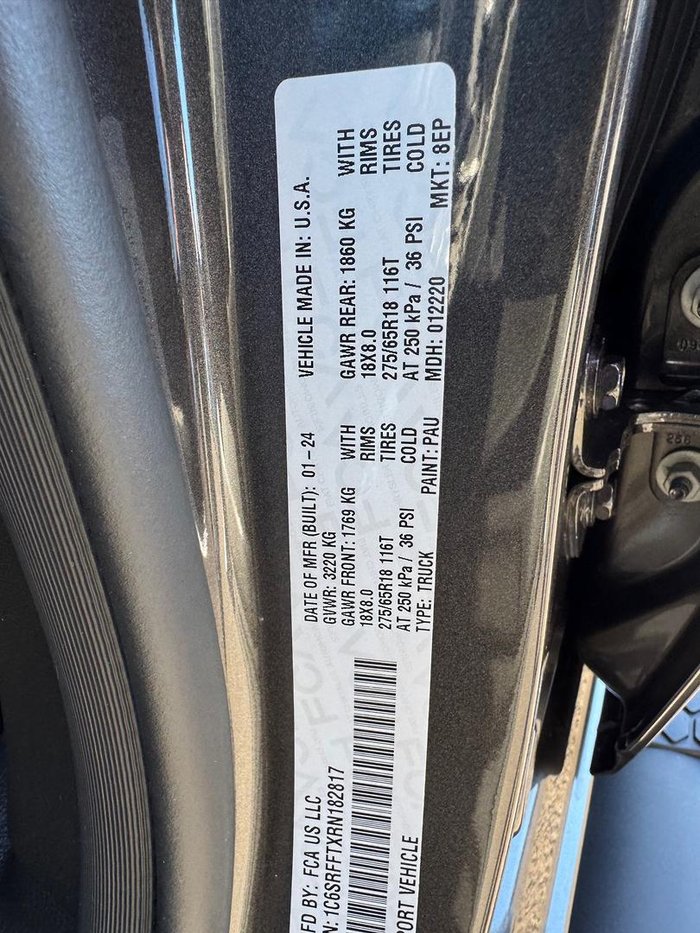 FD BY: FCA US LLC
DATE OF MFR (BUILT): 01-24 VEHICLE MADE IN: U.S.A.
GVWR: 3220 KG
GAWR FRONT: 1769 KG WITH GAWR REAR: 1860 KG WITH
18X8.0 RIMS 18X8.0 RIMS
275/65R18 116T TIRES 275/65R18 116T TIRES
AT 250 kPa / 36 PSI COLD AT 250 kPa / 36 PSI COLD
N: 1C6SRFFTXRN182817
PORT VEHICLE TYPE: TRUCK PAINT: PAU MDH: 012220 MKT: 8EP